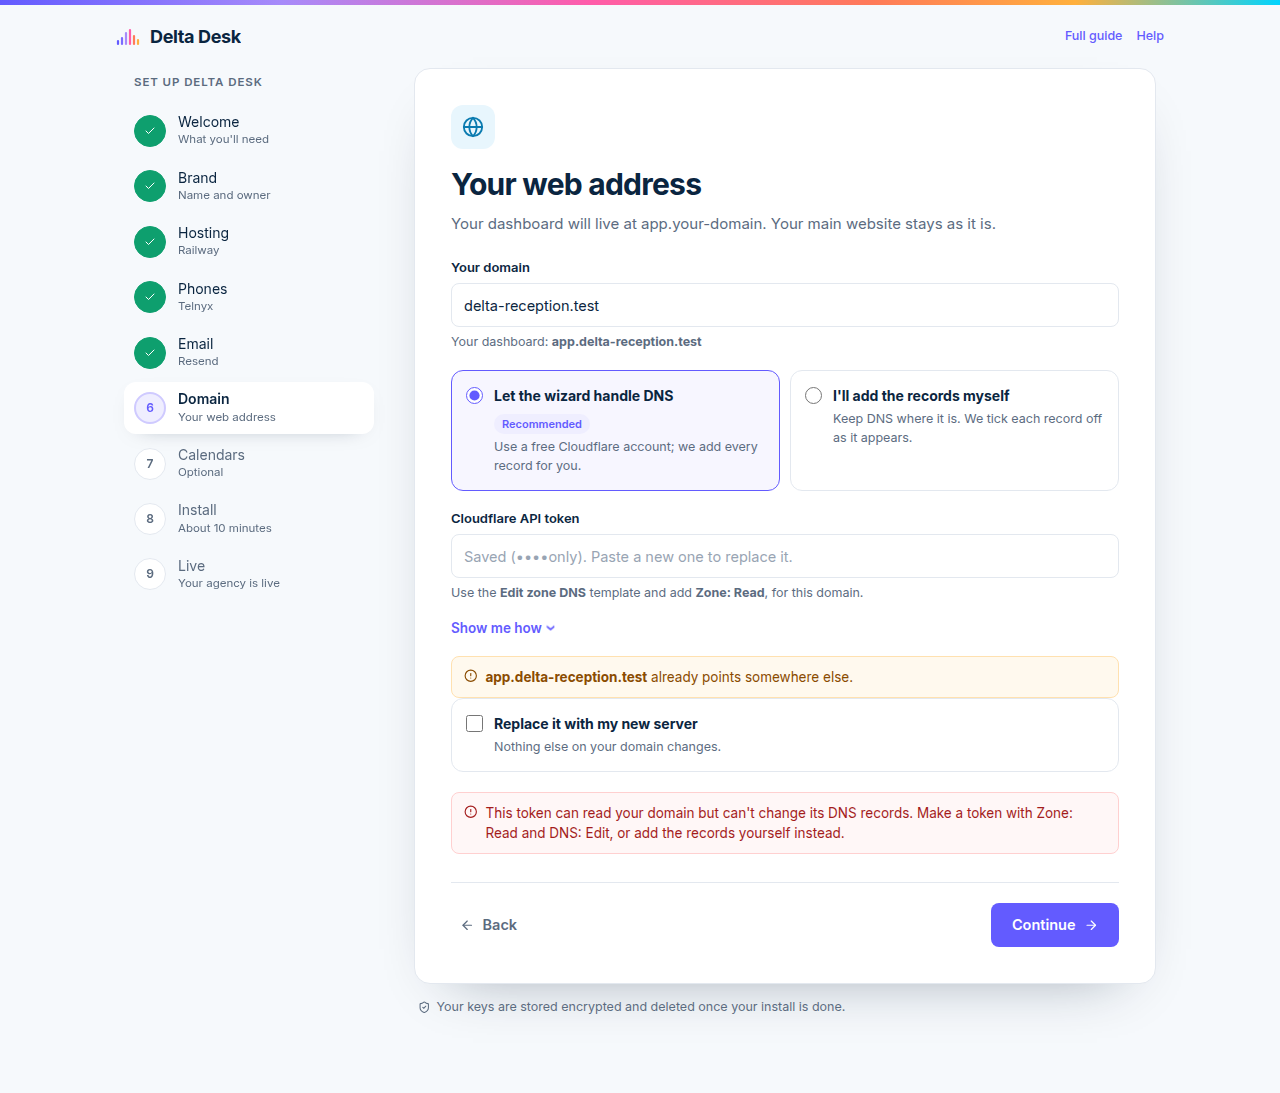 Delta Desk
Full guide
Help
SET UP DELTA DESK
Welcome
What you'll need
Brand
Name and owner
Hosting
Railway
Phones
Telnyx
Email
Resend
6
Domain
Your web address
7
Calendars
Optional
8
Install
About 10 minutes
9
Live
Your agency is live
Your web address
Your dashboard will live at app.your-domain. Your main website stays as it is.
Your domain
delta-reception.test
Your dashboard: app.delta-reception.test
Let the wizard handle DNS
Recommended
Use a free Cloudflare account; we add every
record for you.
I'll add the records myself
Keep DNS where it is. We tick each record off
as it appears.
Cloudflare API token
Saved (••••only). Paste a new one to replace it.
Use the Edit zone DNS template and add Zone: Read, for this domain.
Show me how
app.delta-reception.test already points somewhere else.
Replace it with my new server
Nothing else on your domain changes.
This token can read your domain but can't change its DNS records. Make a token with Zone:
Read and DNS: Edit, or add the records yourself instead.
Back
Continue
Your keys are stored encrypted and deleted once your install is done.